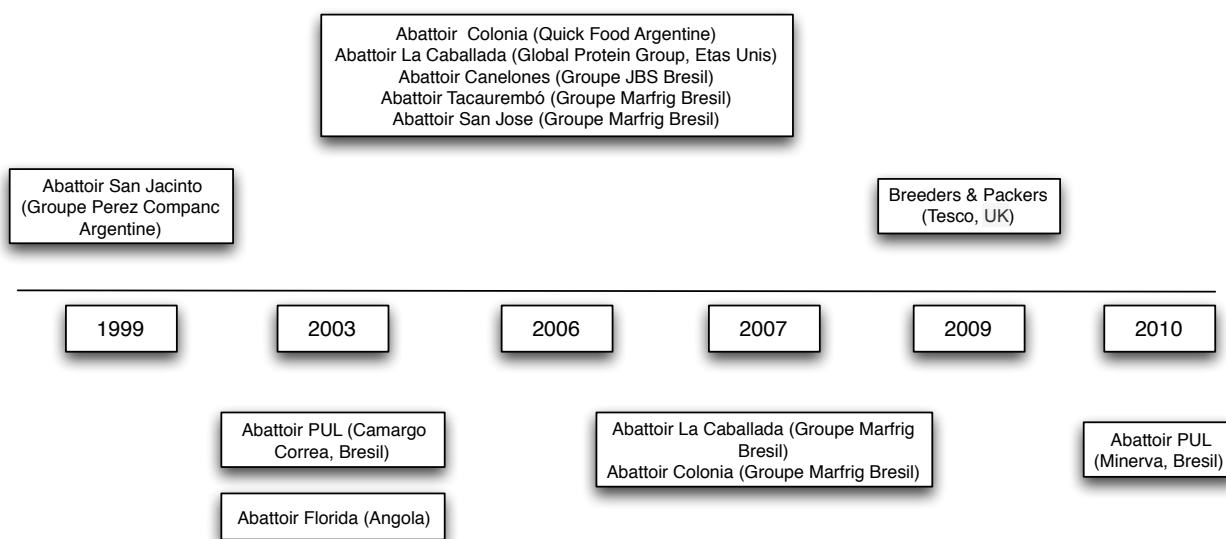 Abattoir Colonia (Quick Food Argentine)
Abattoir La Caballada (Global Protein Group, Etas Unis)
Abattoir Canelones (Groupe JBS Bresil)
Abattoir Tacaurembó (Groupe Marfrig Bresil)
Abattoir San Jose (Groupe Marfrig Bresil)
Abattoir San Jacinto
(Groupe Perez Companc
Argentine)
Breeders & Packers
(Tesco, UK)
1999
2003
2006
2007
2009
2010
Abattoir PUL (Camargo
Correa, Bresil)
Abattoir La Caballada (Groupe Marfrig
Bresil)
Abattoir Colonia (Groupe Marfrig Bresil)
Abattoir PUL
(Minerva, Bresil)
Abattoir Florida (Angola)